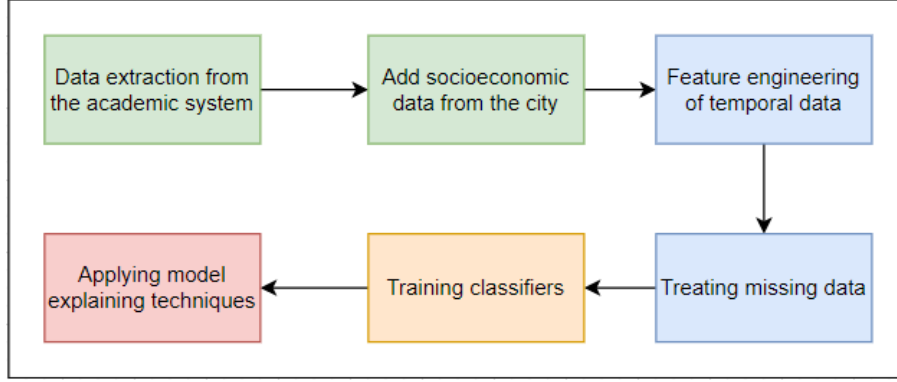 Data extraction from
the academic system
Add socioeconomic
data from the city
Feature engineering
of temporal data
Applying model
explaining techniques
Training classifiers
Treating missing data